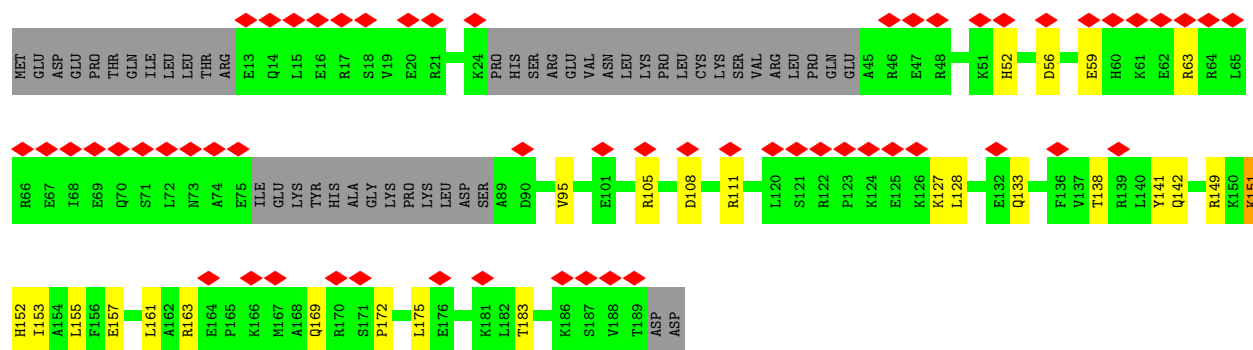 MET GLU ASP GLU PRO THR GLN ILE LEU LEU THR ARG E13 Q14 L15 E16 R17 S18 V19 E20 R21 K24 PRO HIS SER ARG GLU VAL ASN LEU LYS PRO LEU CYS LYS SER VAL ARG LEU PRO GLN GLU A45 R46 E47 R48 K51 H52 D56 E59 H60 K61 E62 R63 R64 L65
R66 E67 I68 E69 Q70 S71 L72 N73 A74 E75 ILE GLU LYS TYR HIS ALA GLY LYS PRO LYS LEU ASP SER A89 D90 V95 E101 R105 D108 R111 L120 S121 R122 P123 K124 E125 K126 K127 L128 E132 Q133 F136 V137 T138 R139 L140 Y141 Q142 R149 K150 K151
H152 I153 A154 L155 F156 E157 L161 A162 R163 E164 P165 K166 M167 A168 Q169 R170 S171 P172 L175 E176 K181 L182 T183 K186 S187 V188 T189 ASP ASP